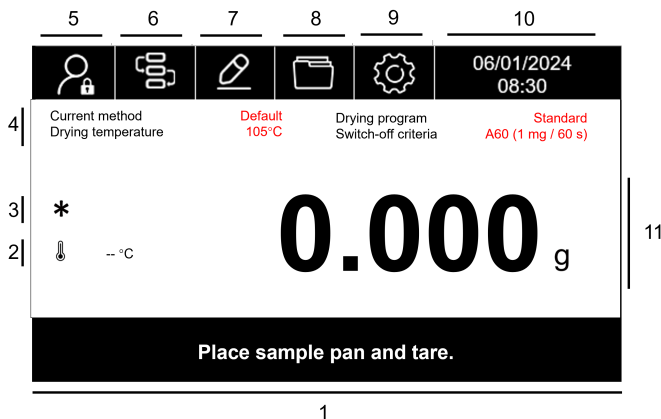 5 6 7 8 9 10
06/01/2024
08:30
4 Current method Default Drying program Standard
Drying temperature 105°C Switch-off criteria A60 (1 mg / 60 s)
3 *
2 -- °C
0.000 g
11
Place sample pan and tare.
1